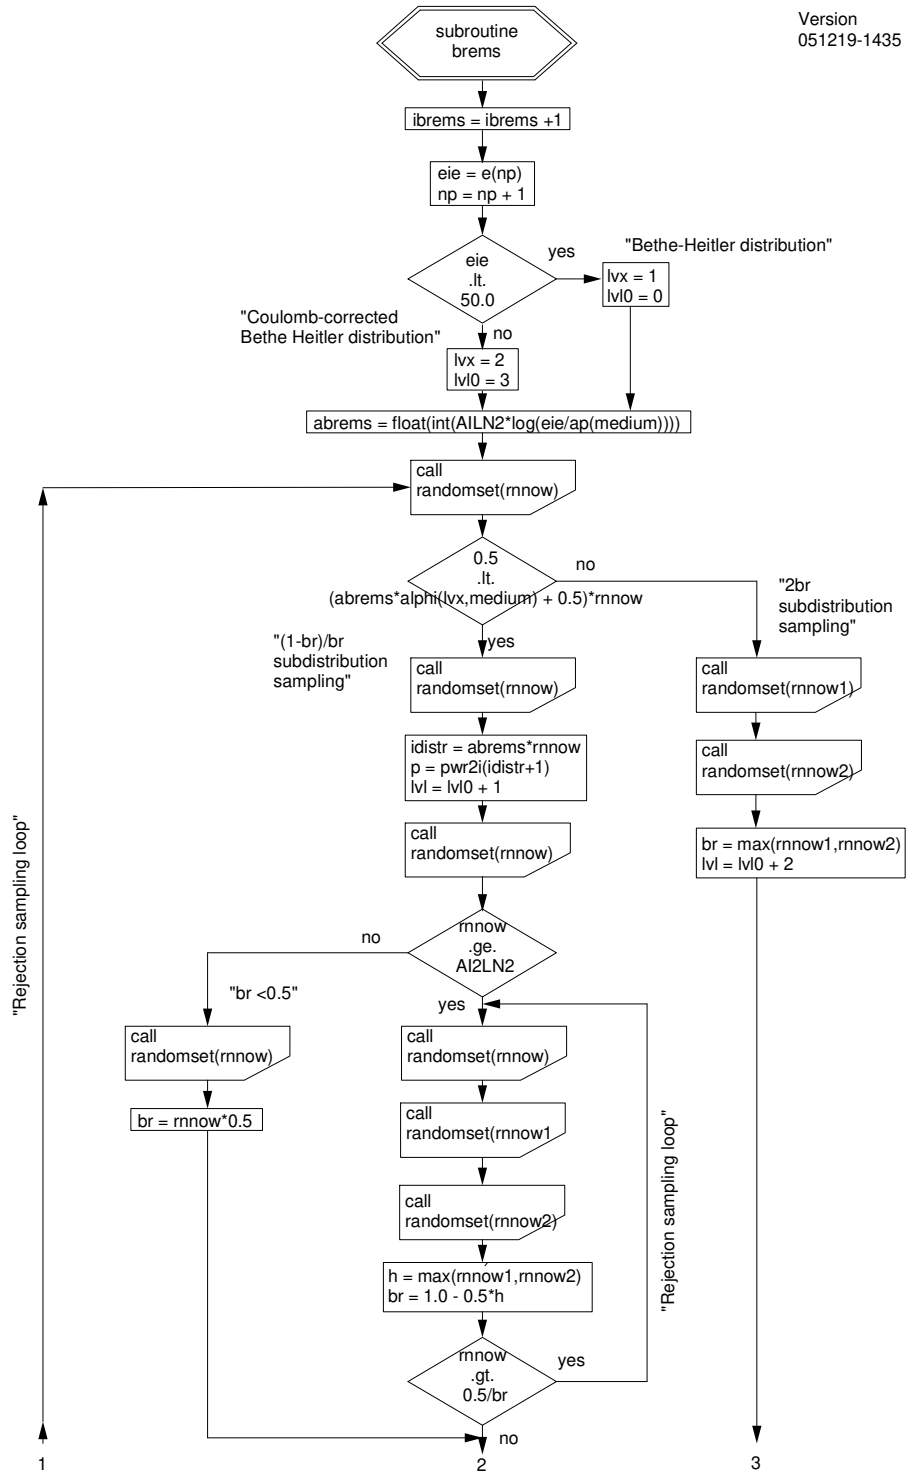 Version
051219-1435
subroutine
brems
ibrems = ibrems +1
eie = e(np)
np = np + 1
eie
.lt.
50.0
yes
"Bethe-Heitler distribution"
lvx = 1
lvl0 = 0
"Coulomb-corrected
Bethe Heitler distribution"
no
lvx = 2
lvl0 = 3
abrems = float(int(AILN2*log(eie/ap(medium))))
call
randomset(rnnow)
0.5
.lt.
(abrems*alphi(lvx,medium) + 0.5)*rnnow
no
"2br
subdistribution
sampling"
yes
"(1-br)/br
subdistribution
sampling"
call
randomset(rnnow)
call
randomset(rnnow1)
idistr = abrems*rnnow
p = pwr2i(idistr+1)
lvl = lvl0 + 1
call
randomset(rnnow2)
call
randomset(rnnow)
br = max(rnnow1,rnnow2)
lvl = lvl0 + 2
"Rejection sampling loop"
rnnow
.ge.
AI2LN2
no
"br <0.5"
yes
call
randomset(rnnow)
br = rnnow*0.5
call
randomset(rnnow)
call
randomset(rnnow1
call
randomset(rnnow2)
"Rejection sampling loop"
h = max(rnnow1,rnnow2)
br = 1.0 - 0.5*h
rnnow
.gt.
0.5/br
yes
no
1
2
3